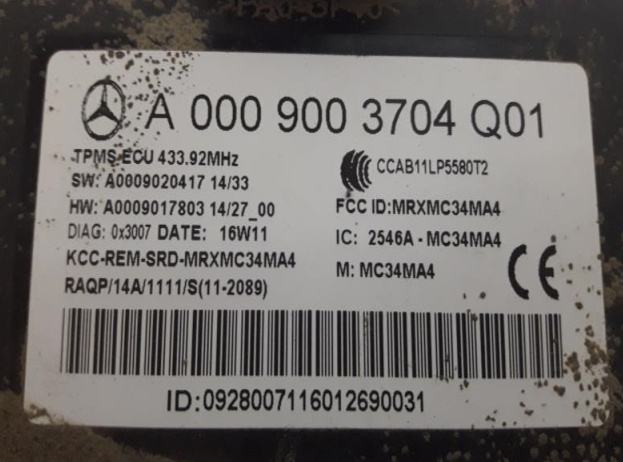 A 000 900 3704 Q01
TPMS ECU 433.92MHz
SW: A0009020417 14/33
HW: A0009017803 14/27_00
DIAG: 0x3007 DATE: 16W11
KCC-REM-SRD-MRXMC34MA4
RAQP/14A/1111/S(11-2089)
CCAB11LP5580T2
FCC ID:MRXMC34MA4
IC: 2546A - MC34MA4
M: MC34MA4
CE
ID:0928007116012690031